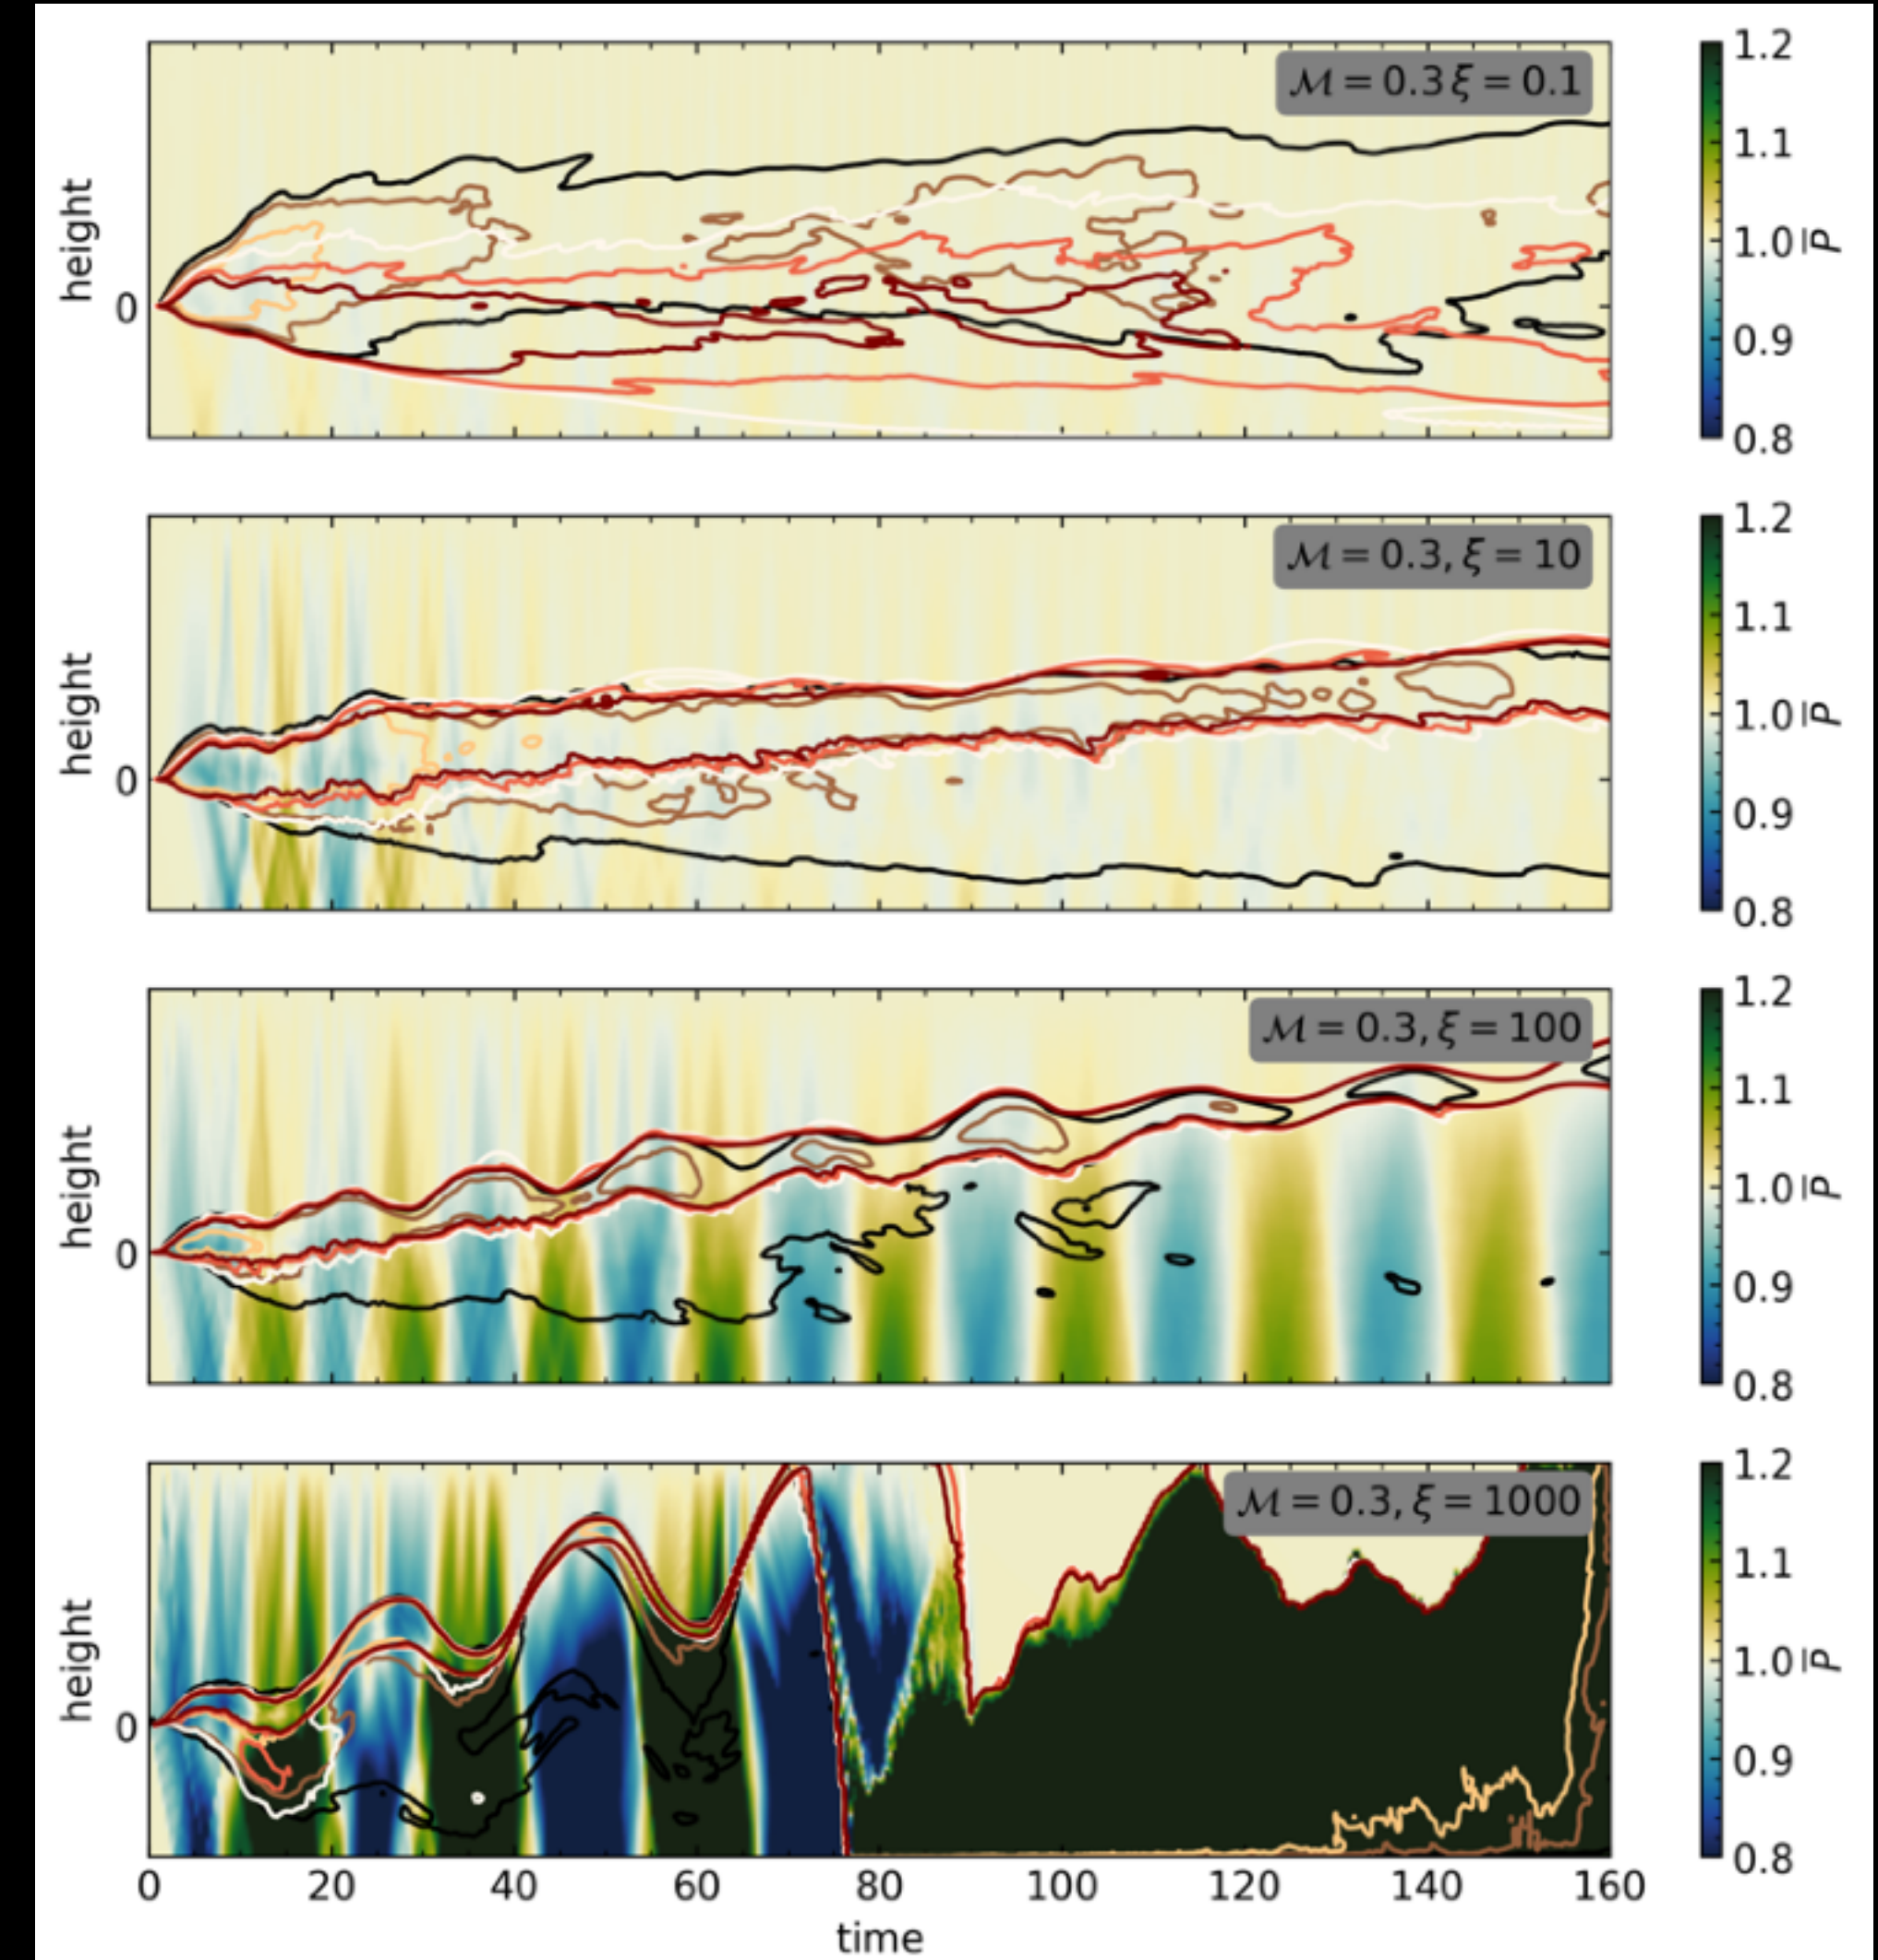 ℳ = 0.3 ξ = 0.1
height
0
1.2
1.1
1.0
0.9
0.8
P̅
ℳ = 0.3, ξ = 10
height
0
1.2
1.1
1.0
0.9
0.8
P̅
ℳ = 0.3, ξ = 100
height
0
1.2
1.1
1.0
0.9
0.8
P̅
ℳ = 0.3, ξ = 1000
height
0
1.2
1.1
1.0
0.9
0.8
P̅
0 20 40 60 80 100 120 140 160
time